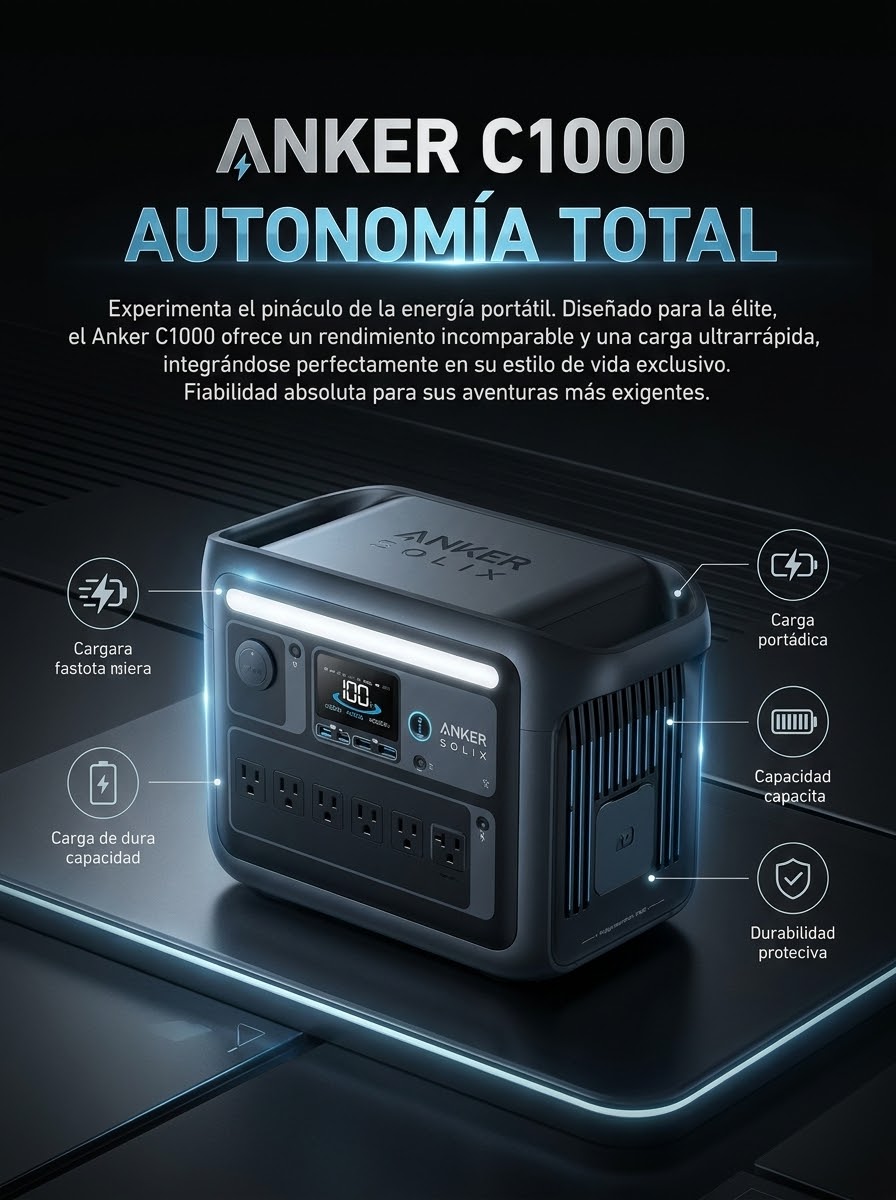 ANKER C1000
AUTONOMÍA TOTAL
Experimenta el pináculo de la energía portátil. Diseñado para la élite,
el Anker C1000 ofrece un rendimiento incomparable y una carga ultrarrápida,
integrándose perfectamente en su estilo de vida exclusivo.
Fiabilidad absoluta para sus aventuras más exigentes.
ANKER
SOLIX
Cargara
fastota miera
Carga
portádica
100
ANKER
SOLIX
Capacidad
capacita
Carga de dura
capacidad
Durabilidad
proteciva